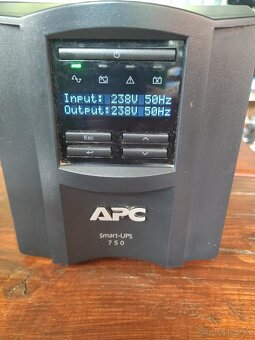 Input: 238V 50Hz
Output:238V 50Hz
Esc
APC
Smart-UPS
750